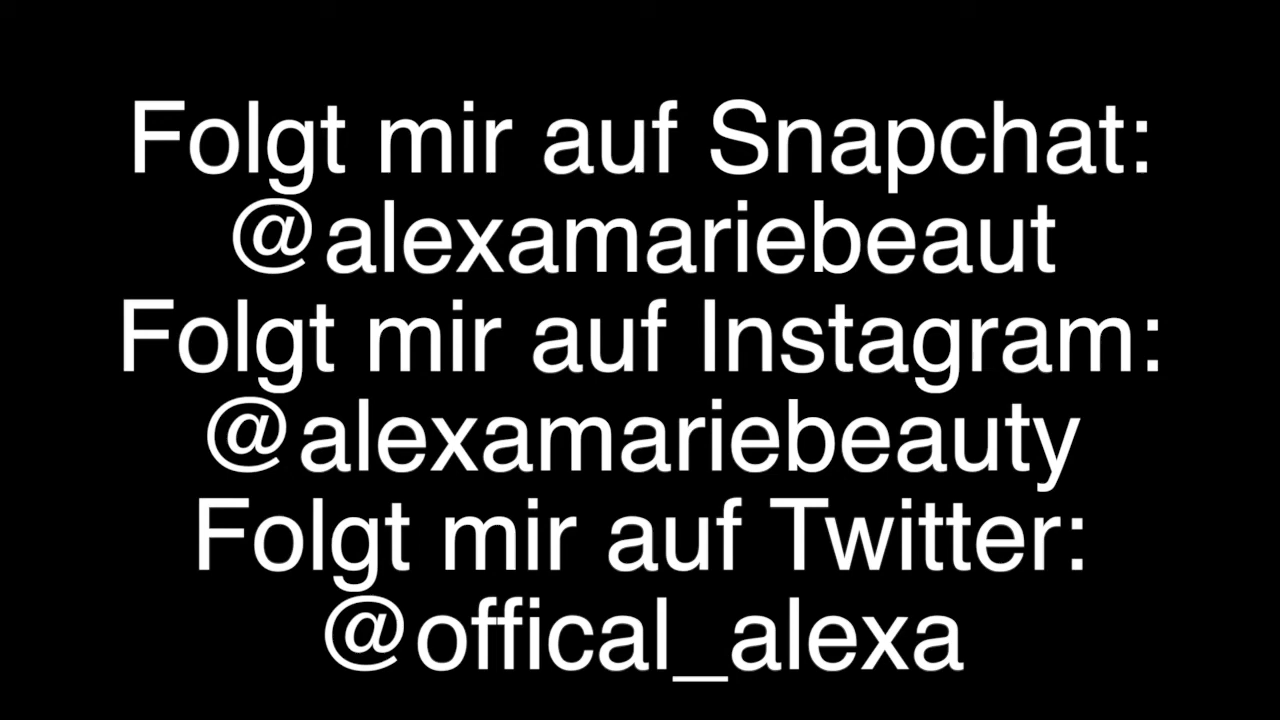 Folgt mir auf Snapchat:
@alexamariebeaut
Folgt mir auf Instagram:
@alexamariebeauty
Folgt mir auf Twitter:
@offical_alexa